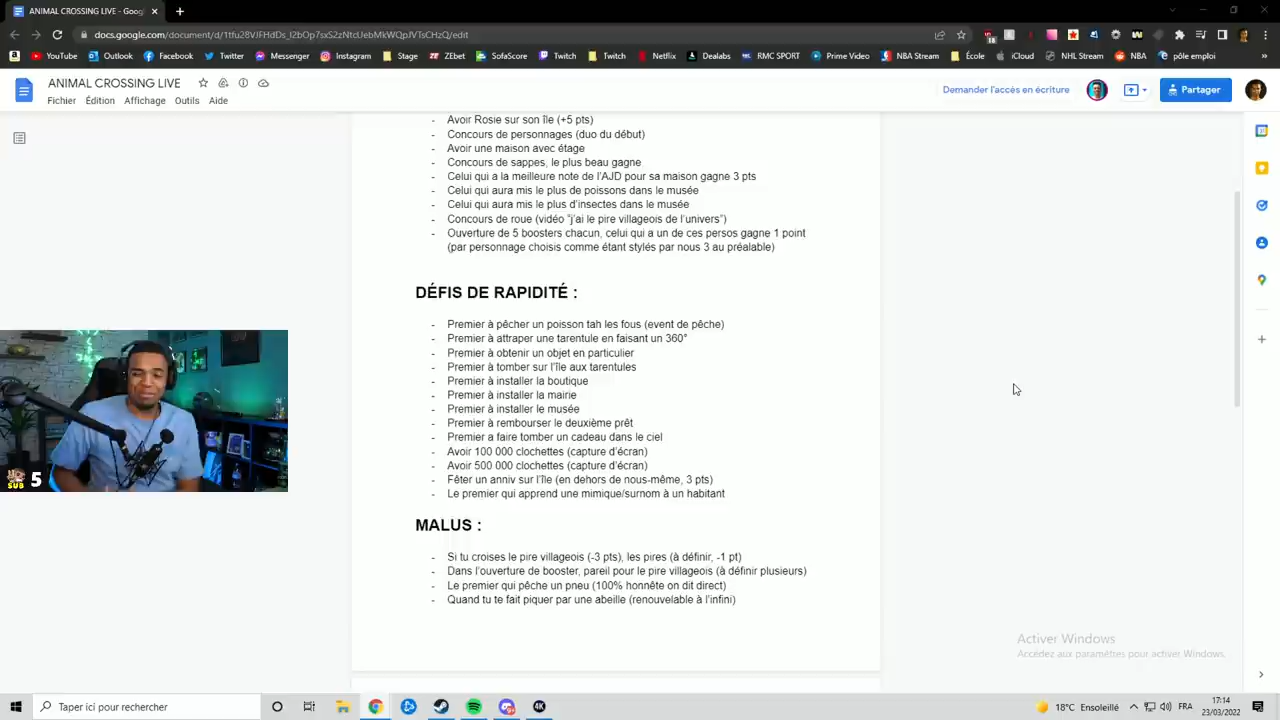 ANIMAL CROSSING LIVE - Google
docs.google.com/document/d/1tfu28VJFHdDs_I2bOp7sxS2zNtcUebMkWQpJVTsCHzQ/edit
YouTube Outlook Facebook Twitter Messenger Instagram Twitch SofaScore Twitch Twitch Netflix Dealabs RMC SPORT Prime Video NBA Stream École iCloud NHL Stream NBA pôle emploi
ANIMAL CROSSING LIVE
Demander l'accès en écriture
Partager
Fichier Édition Affichage Outils Aide
- Avoir Rosie sur son île (+5 pts)
- Concours de personnages (duo du début)
- Avoir une maison avec étage
- Concours de sappes, le plus beau gagne
- Celui qui a la meilleure note de l'AJD pour sa maison gagne 3 pts
- Celui qui aura mis le plus de poissons dans le musée
- Celui qui aura mis le plus d'insectes dans le musée
- Concours de roue (vidéo "j'ai le pire villageois de l'univers")
- Ouverture de 5 boosters chacun, celui qui a un de ces persos gagne 1 point
(par personnage choisis comme étant stylés par nous 3 au préalable)
DÉFIS DE RAPIDITÉ :
- Premier à pêcher un poisson tah les fous (event de pêche)
- Premier à attraper une tarentule en faisant un 360°
- Premier à obtenir un objet en particulier
- Premier à tomber sur l'île aux tarentules
- Premier à installer la boutique
- Premier à installer la mairie
- Premier à installer le musée
- Premier à rembourser le deuxième prêt
- Premier a faire tomber un cadeau dans le ciel
- Avoir 100 000 clochettes (capture d'écran)
- Avoir 500 000 clochettes (capture d'écran)
- Fêter un anniv sur l'île (en dehors de nous-même, 3 pts)
- Le premier qui apprend une mimique/surnom à un habitant
SUB 5
MALUS :
- Si tu croises le pire villageois (-3 pts), les pires (à définir, -1 pt)
- Dans l'ouverture de booster, pareil pour le pire villageois (à définir plusieurs)
- Le premier qui pêche un pneu (100% honnête on dit direct)
- Quand tu te fait piquer par une abeille (renouvelable à l'infini)
Activer Windows
Accédez aux paramètres pour activer Windows.
Taper ici pour rechercher
4K
18°C Ensoleillé
FRA
17:14
23/03/2022